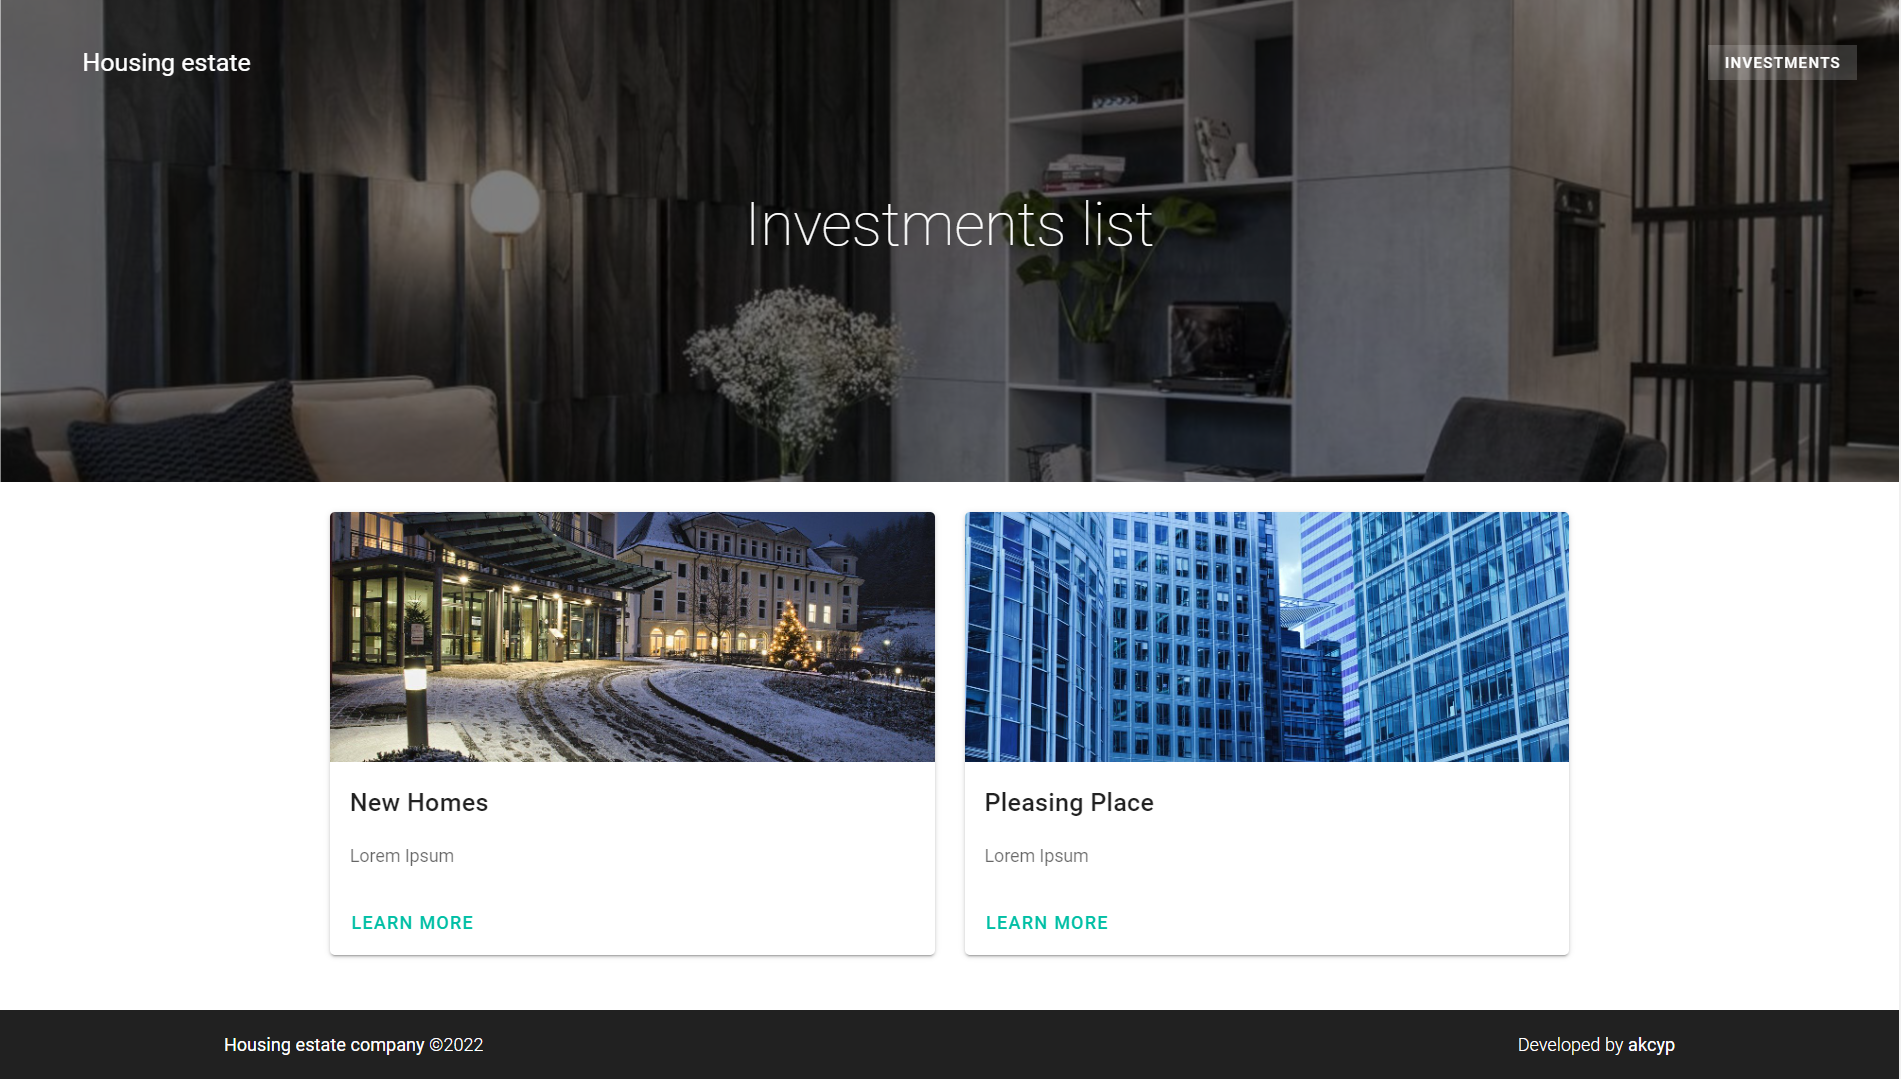 Housing estate
INVESTMENTS
Investments list
New Homes
Lorem Ipsum
LEARN MORE
Pleasing Place
Lorem Ipsum
LEARN MORE
Housing estate company ©2022
Developed by akcyp